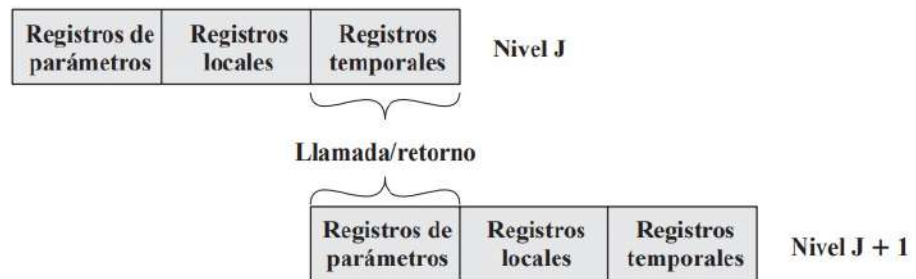 Registros de parámetros
Registros locales
Registros temporales
Nivel J
Llamada/retorno
Registros de parámetros
Registros locales
Registros temporales
Nivel J + 1